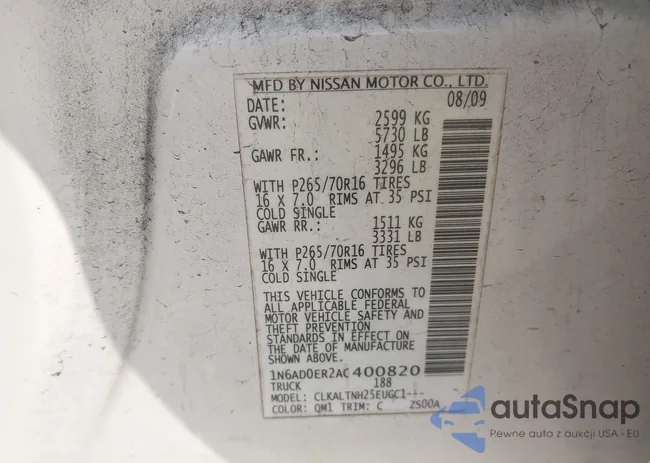 MFD BY NISSAN MOTOR CO., LTD.
DATE: 08/09
GVWR: 2599 KG
5730 LB
GAWR FR.: 1495 KG
3296 LB
WITH P265/70R16 TIRES
16 X 7.0 RIMS AT 35 PSI
COLD SINGLE
GAWR RR.: 1511 KG
3331 LB
WITH P265/70R16 TIRES
16 X 7.0 RIMS AT 35 PSI
COLD SINGLE
THIS VEHICLE CONFORMS TO
ALL APPLICABLE FEDERAL
MOTOR VEHICLE SAFETY AND
THEFT PREVENTION
STANDARDS IN EFFECT ON
THE DATE OF MANUFACTURE
SHOWN ABOVE.
1N6AD0ER2AC400820
TRUCK 188
MODEL: CLKALTNH25EUGC1---
COLOR: QM1 TRIM: C ZS00A
autoSnap
Pewne auto z aukcji USA i EU